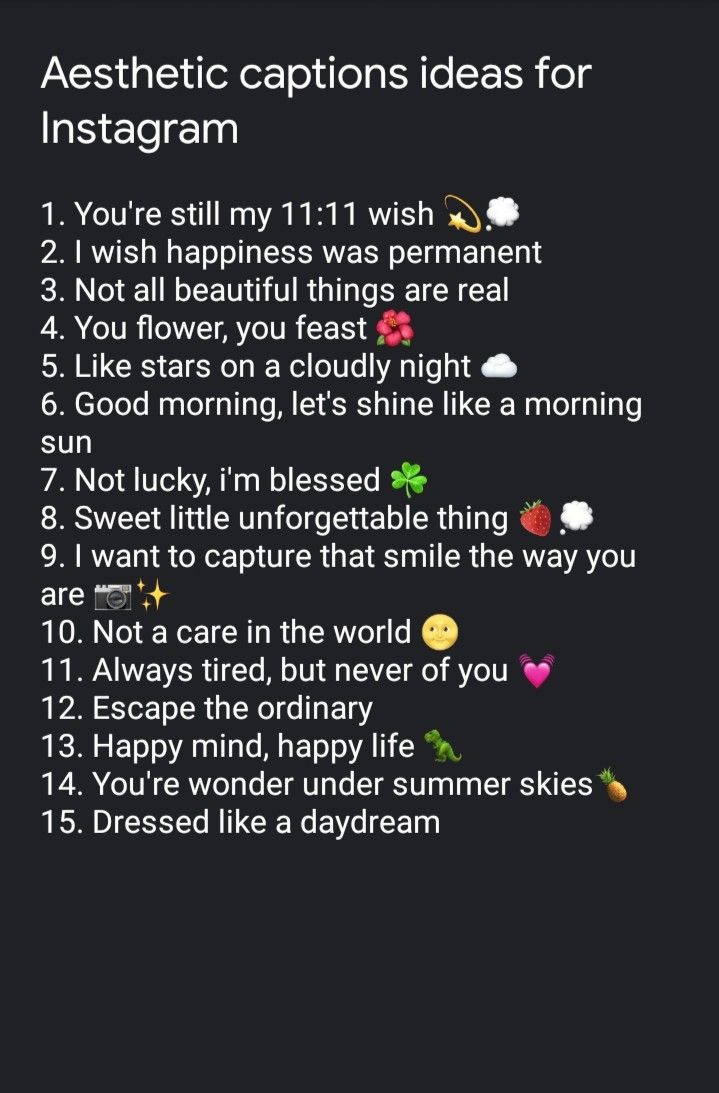 Aesthetic captions ideas for
Instagram
1. You're still my 11:11 wish 💫💭
2. I wish happiness was permanent
3. Not all beautiful things are real
4. You flower, you feast 🌺
5. Like stars on a cloudly night ☁️
6. Good morning, let's shine like a morning
sun
7. Not lucky, i'm blessed ☘️
8. Sweet little unforgettable thing 🍓💭
9. I want to capture that smile the way you
are 📷✨
10. Not a care in the world 🌝
11. Always tired, but never of you 💓
12. Escape the ordinary
13. Happy mind, happy life 🦖
14. You're wonder under summer skies🍍
15. Dressed like a daydream